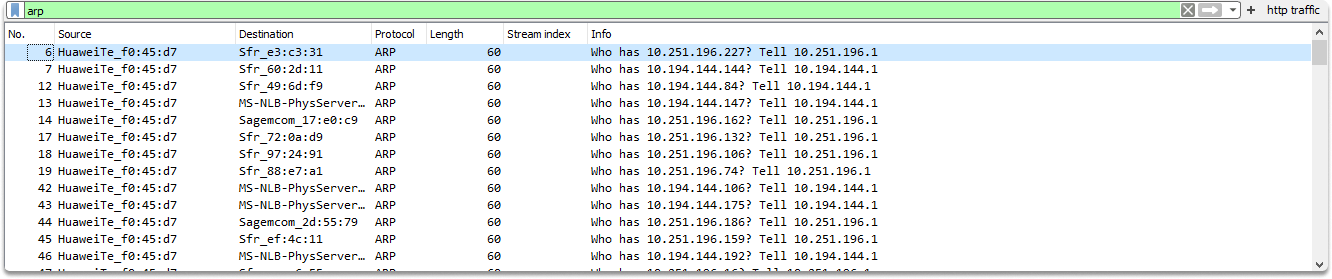 arp + http traffic
No. Source Destination Protocol Length Stream index Info
6 HuaweiTe_f0:45:d7 Sfr_e3:c3:31 ARP 60 Who has 10.251.196.227? Tell 10.251.196.1
7 HuaweiTe_f0:45:d7 Sfr_60:2d:11 ARP 60 Who has 10.194.144.144? Tell 10.194.144.1
12 HuaweiTe_f0:45:d7 Sfr_49:6d:f9 ARP 60 Who has 10.194.144.84? Tell 10.194.144.1
13 HuaweiTe_f0:45:d7 MS-NLB-PhysServer… ARP 60 Who has 10.194.144.147? Tell 10.194.144.1
14 HuaweiTe_f0:45:d7 Sagemcom_17:e0:c9 ARP 60 Who has 10.251.196.162? Tell 10.251.196.1
17 HuaweiTe_f0:45:d7 Sfr_72:0a:d9 ARP 60 Who has 10.251.196.132? Tell 10.251.196.1
18 HuaweiTe_f0:45:d7 Sfr_97:24:91 ARP 60 Who has 10.251.196.106? Tell 10.251.196.1
19 HuaweiTe_f0:45:d7 Sfr_88:e7:a1 ARP 60 Who has 10.251.196.74? Tell 10.251.196.1
42 HuaweiTe_f0:45:d7 MS-NLB-PhysServer… ARP 60 Who has 10.194.144.106? Tell 10.194.144.1
43 HuaweiTe_f0:45:d7 MS-NLB-PhysServer… ARP 60 Who has 10.194.144.175? Tell 10.194.144.1
44 HuaweiTe_f0:45:d7 Sagemcom_2d:55:79 ARP 60 Who has 10.251.196.186? Tell 10.251.196.1
45 HuaweiTe_f0:45:d7 Sfr_ef:4c:11 ARP 60 Who has 10.251.196.159? Tell 10.251.196.1
46 HuaweiTe_f0:45:d7 MS-NLB-PhysServer… ARP 60 Who has 10.194.144.192? Tell 10.194.144.1